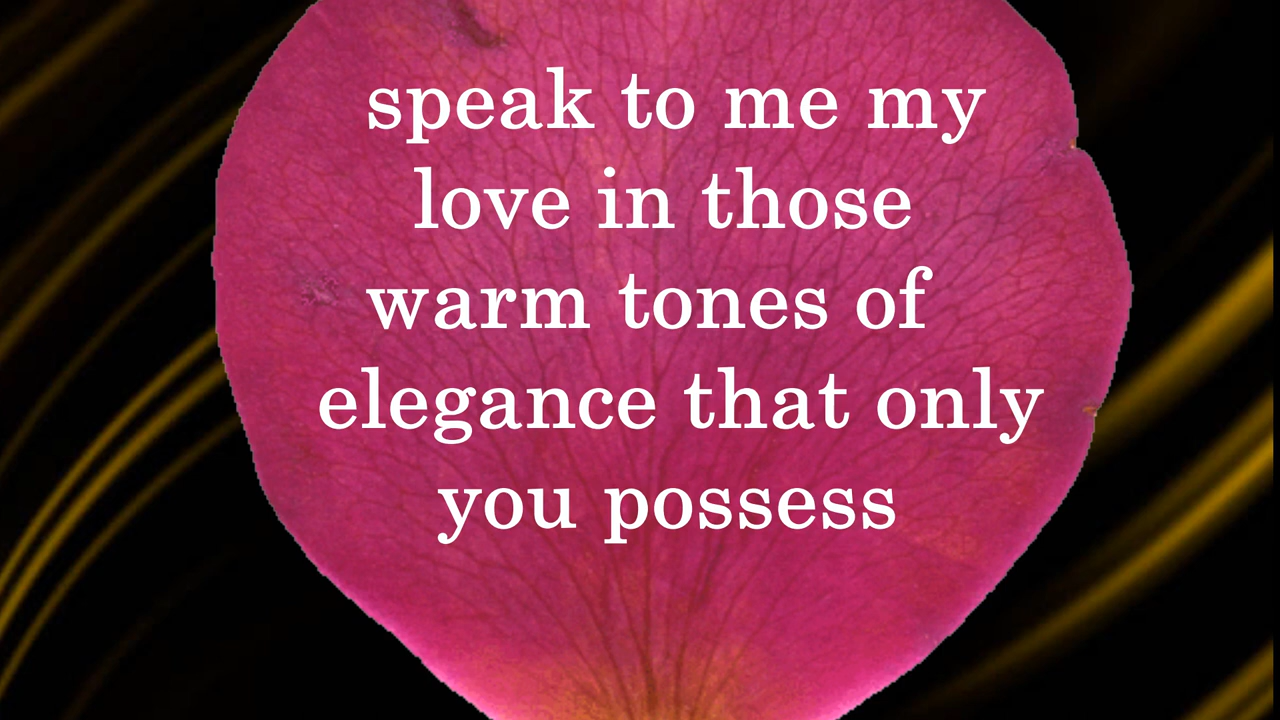 speak to me my
love in those
warm tones of
elegance that only
you possess